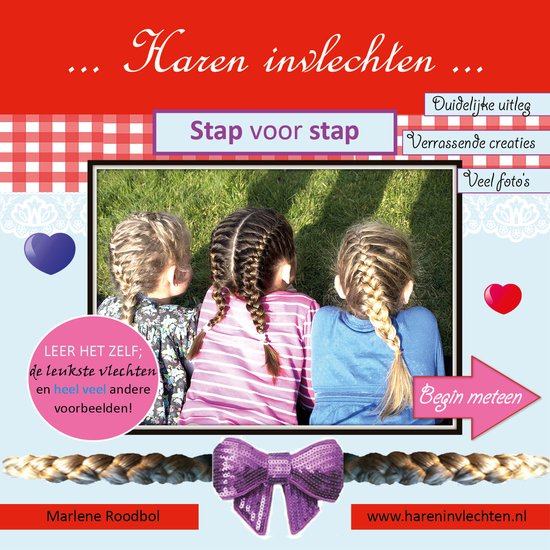 ... Haren invlechten ...
Duidelijke uitleg
Stap voor stap
Verrassende creaties
Veel foto's
LEER HET ZELF;
de leukste vlechten
en heel veel andere
voorbeelden!
Begin meteen
Marlene Roodbol
www.hareninvlechten.nl